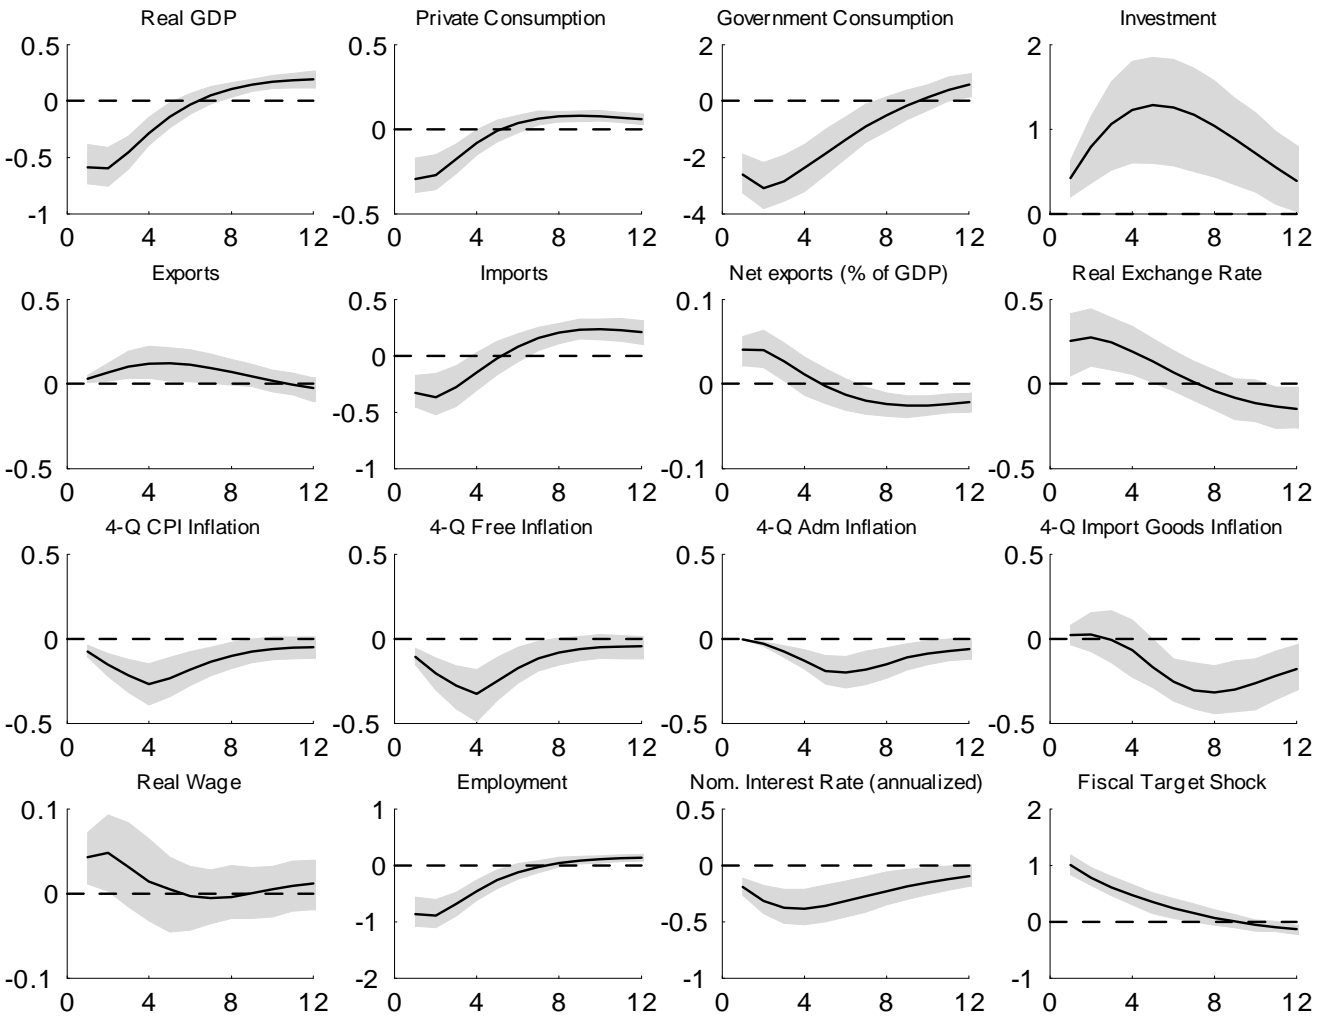 Real GDP Private Consumption Government Consumption Investment
0.5 0.5 2 2
0 0 0 1
-0.5 -2
-1 -0.5 -4 0
0 4 8 12 0 4 8 12 0 4 8 12 0 4 8 12
Exports Imports Net exports (% of GDP) Real Exchange Rate
0.5 0.5 0.1 0.5
0 0 0 0
-0.5
-0.5 -1 -0.1 -0.5
0 4 8 12 0 4 8 12 0 4 8 12 0 4 8 12
4-Q CPI Inflation 4-Q Free Inflation 4-Q Adm Inflation 4-Q Import Goods Inflation
0.5 0.5 0.5 0.5
0 0 0 0
-0.5 -0.5 -0.5 -0.5
0 4 8 12 0 4 8 12 0 4 8 12 0 4 8 12
Real Wage Employment Nom. Interest Rate (annualized) Fiscal Target Shock
0.1 1 0.5 2
0 0 0 1
-1 -0.5 0
-0.1 -2 -1 -1
0 4 8 12 0 4 8 12 0 4 8 12 0 4 8 12